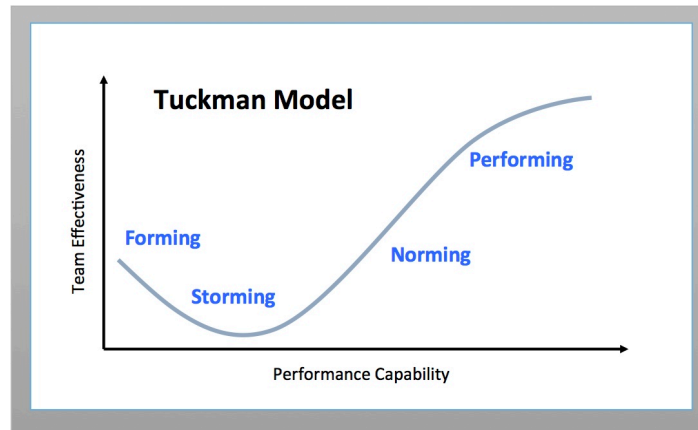 Tuckman Model
Team Effectiveness
Forming
Storming
Norming
Performing
Performance Capability